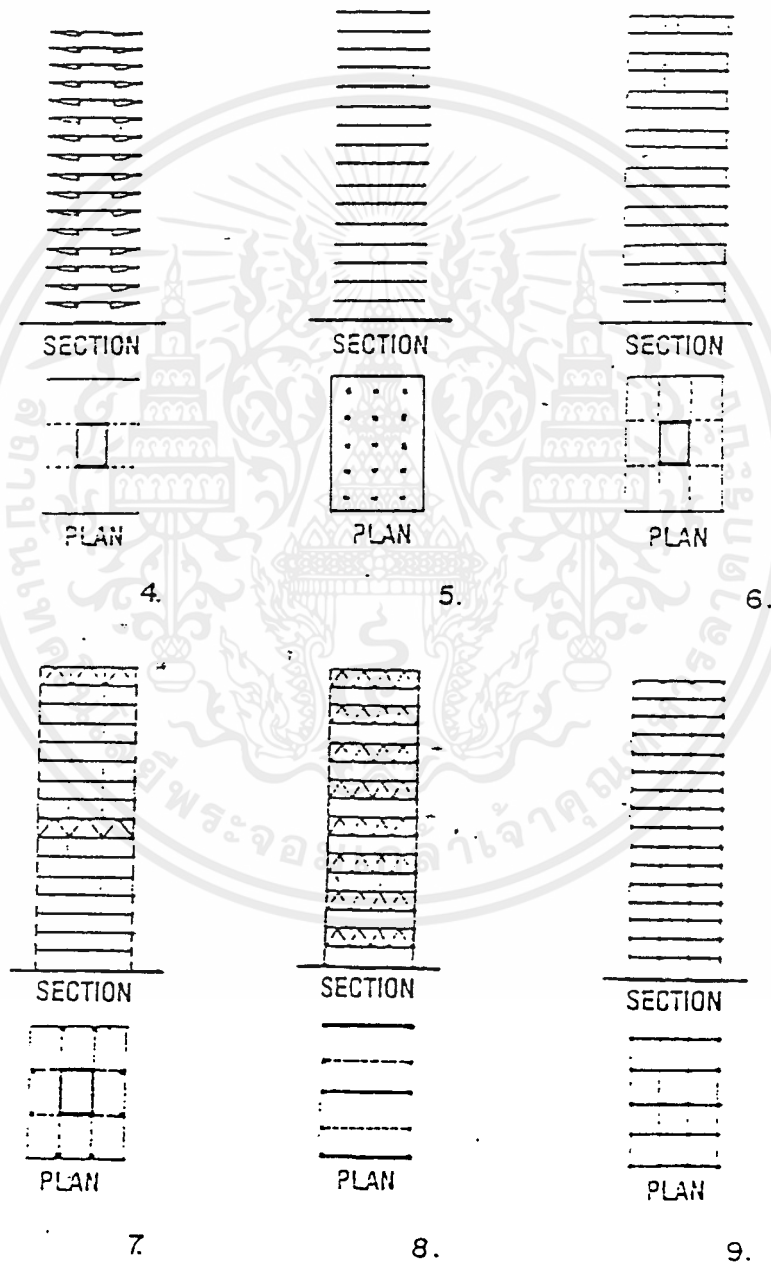 SECTION
SECTION
SECTION
PLAN
PLAN
PLAN
4.
5.
6.
SECTION
SECTION
SECTION
PLAN
PLAN
PLAN
7.
8.
9.